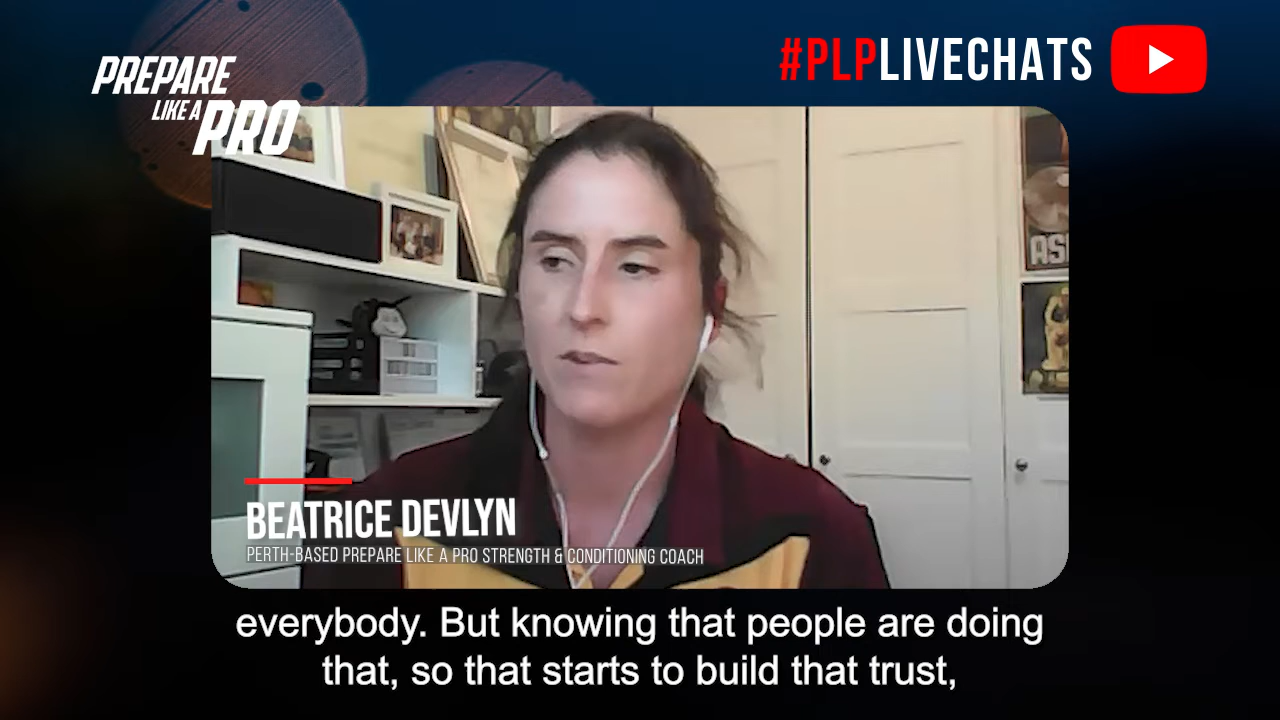 PREPARE
LIKE A
PRO
#PLPLIVECHATS
AS
BEATRICE DEVLYN
PERTH-BASED PREPARE LIKE A PRO STRENGTH & CONDITIONING COACH
everybody. But knowing that people are doing
that, so that starts to build that trust,